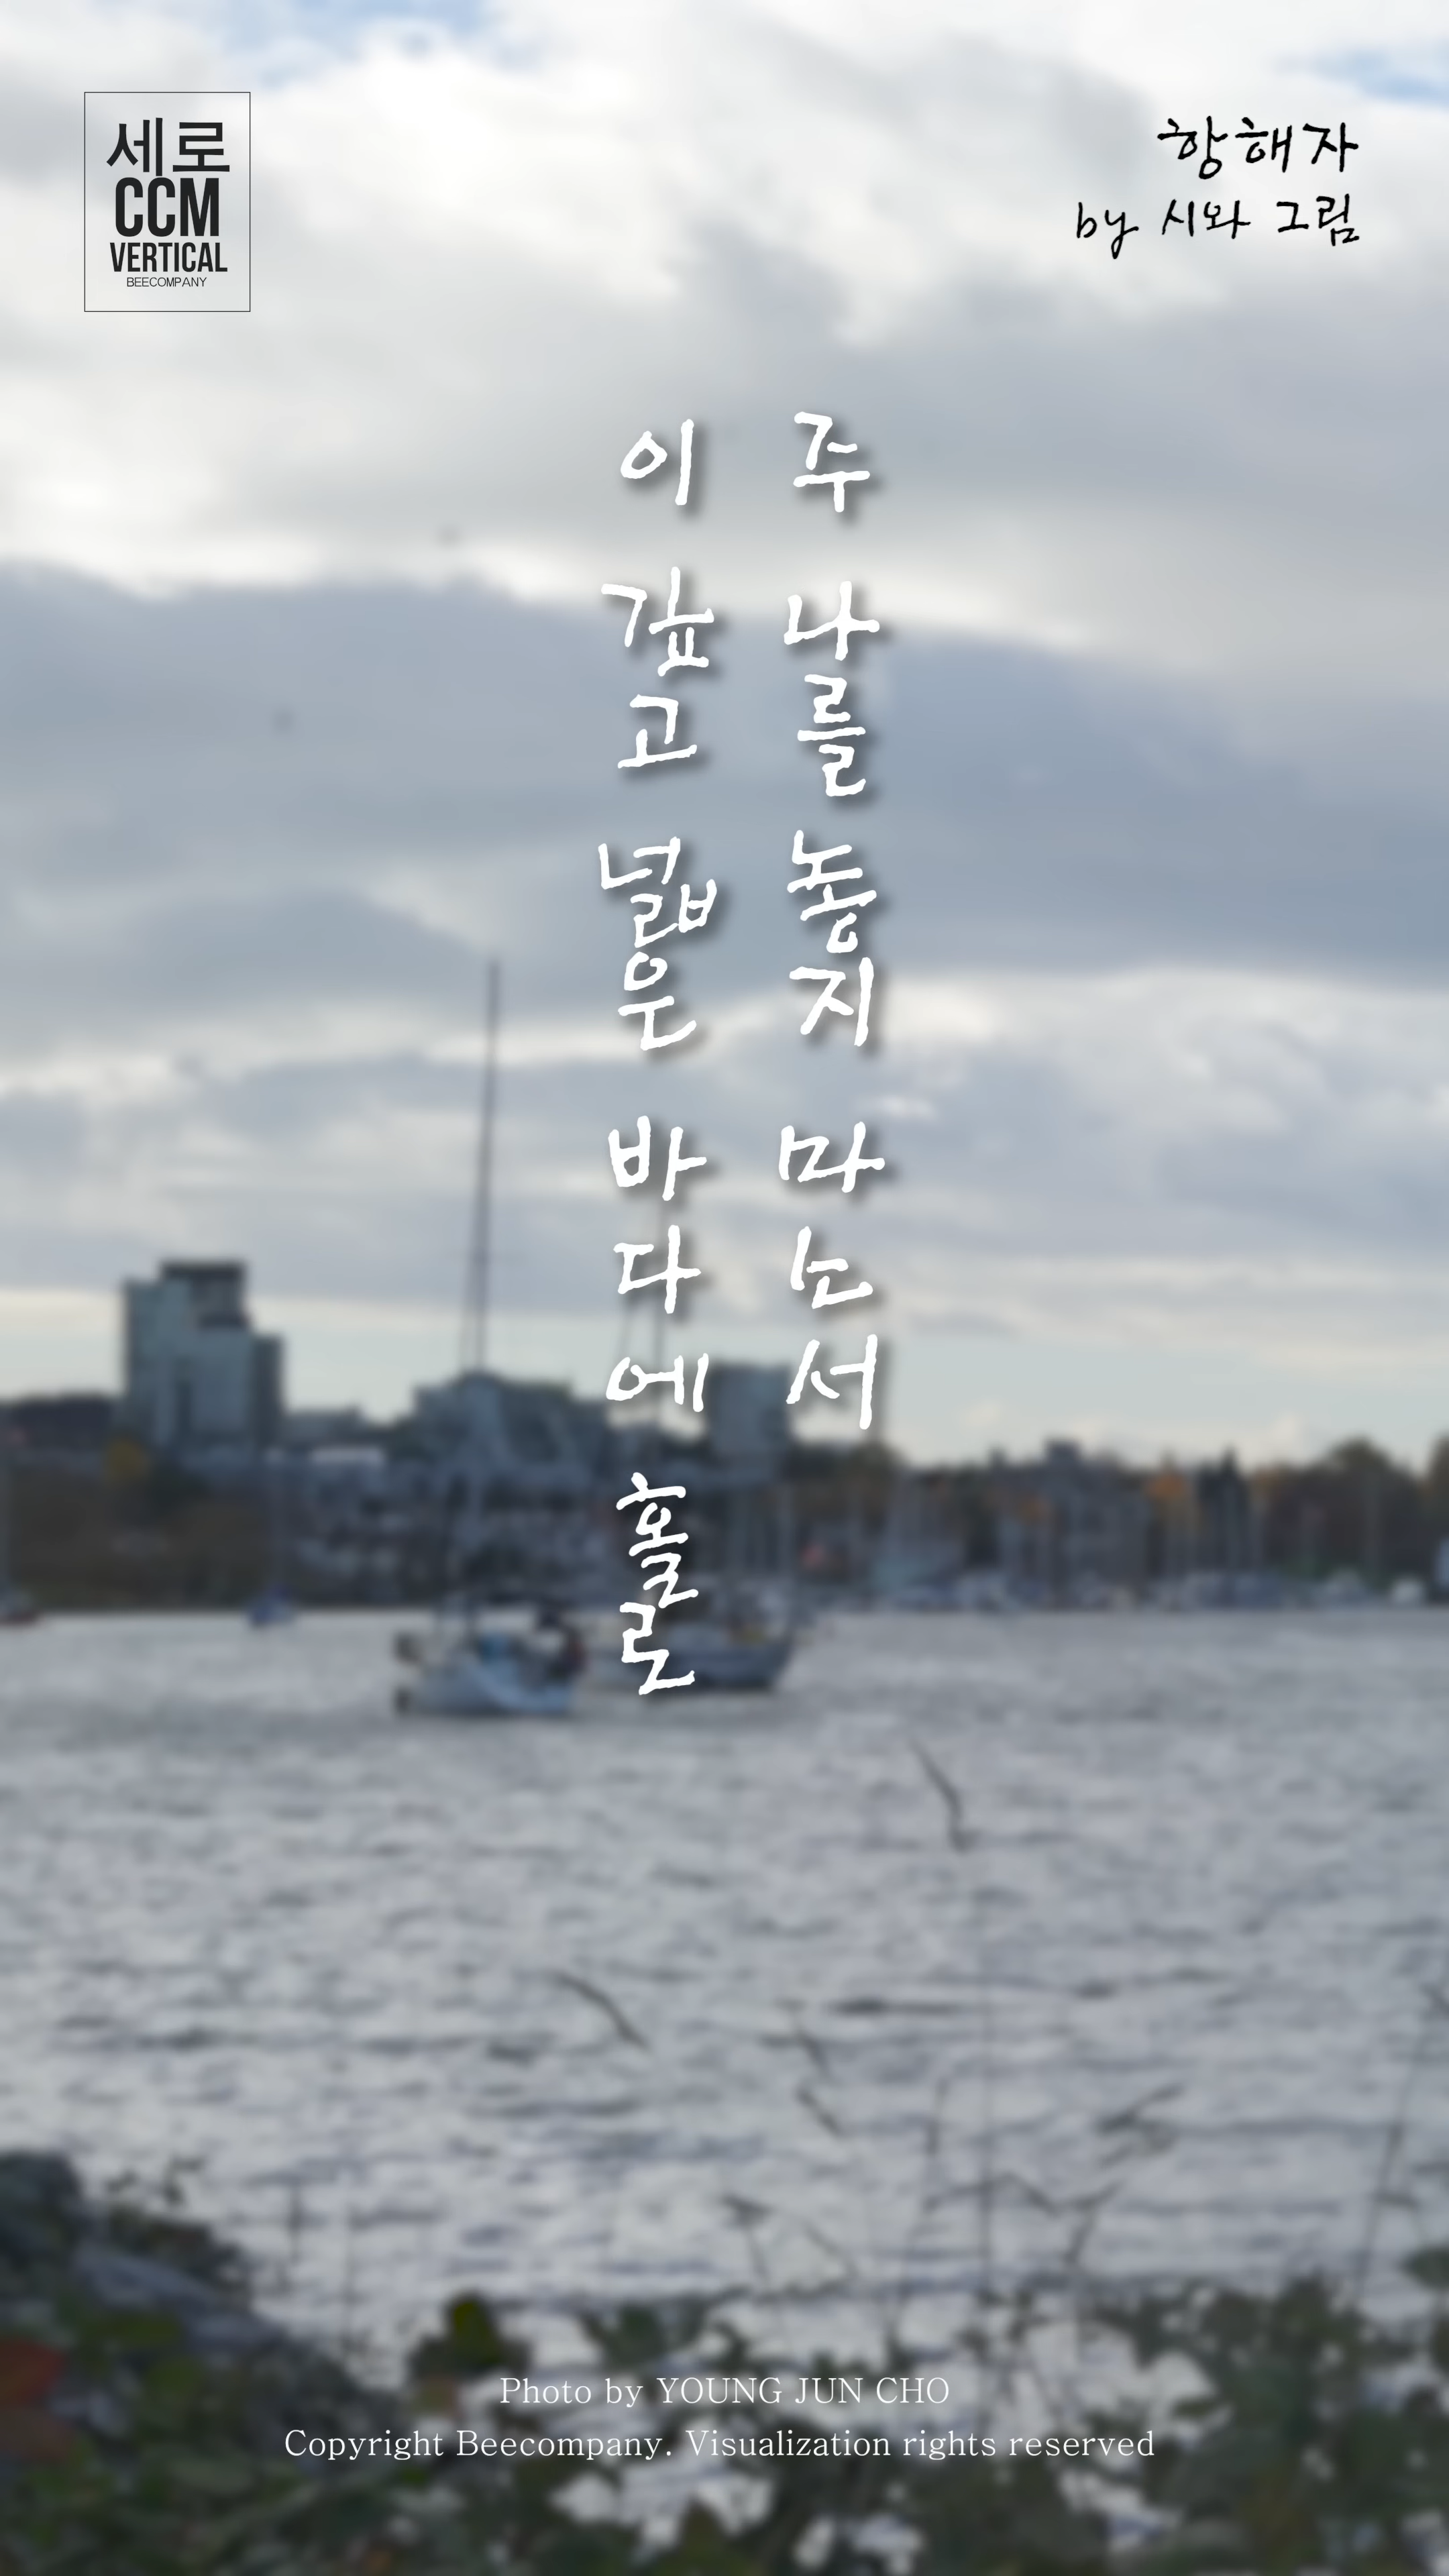 세로
CCM
VERTICAL
BEECOMPANY
항해자
by 시와 그림
주 나를 놓지 마소서
이 깊고 넓은 바다에 홀로
Photo by YOUNG JUN CHO
Copyright Beecompany. Visualization rights reserved